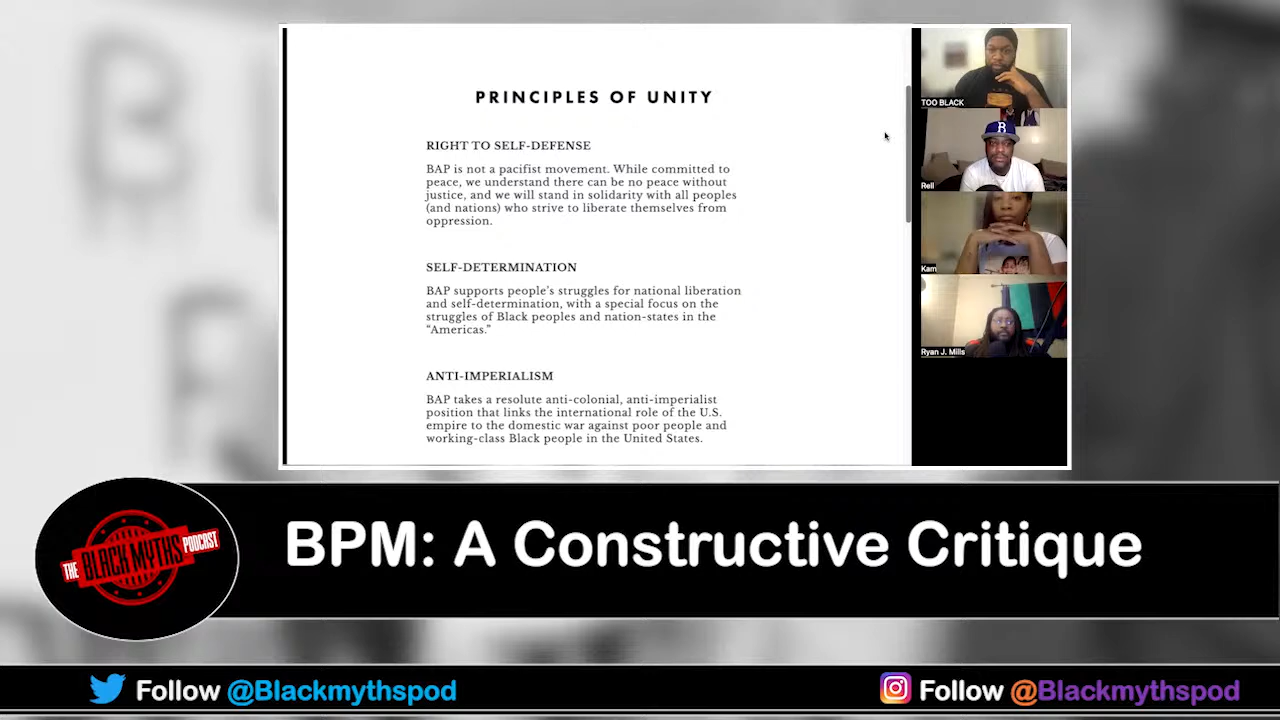 PRINCIPLES OF UNITY
RIGHT TO SELF-DEFENSE
BAP is not a pacifist movement. While committed to
peace, we understand there can be no peace without
justice, and we will stand in solidarity with all peoples
(and nations) who strive to liberate themselves from
oppression.
SELF-DETERMINATION
BAP supports people’s struggles for national liberation
and self-determination, with a special focus on the
struggles of Black peoples and nation-states in the
“Americas.”
ANTI-IMPERIALISM
BAP takes a resolute anti-colonial, anti-imperialist
position that links the international role of the U.S.
empire to the domestic war against poor people and
working-class Black people in the United States.
TOO BLACK
B
Rell
Kam
Ryan J. Mills
THE BLACK MYTHS PODCAST
BPM: A Constructive Critique
Follow @Blackmythspod
Follow @Blackmythspod